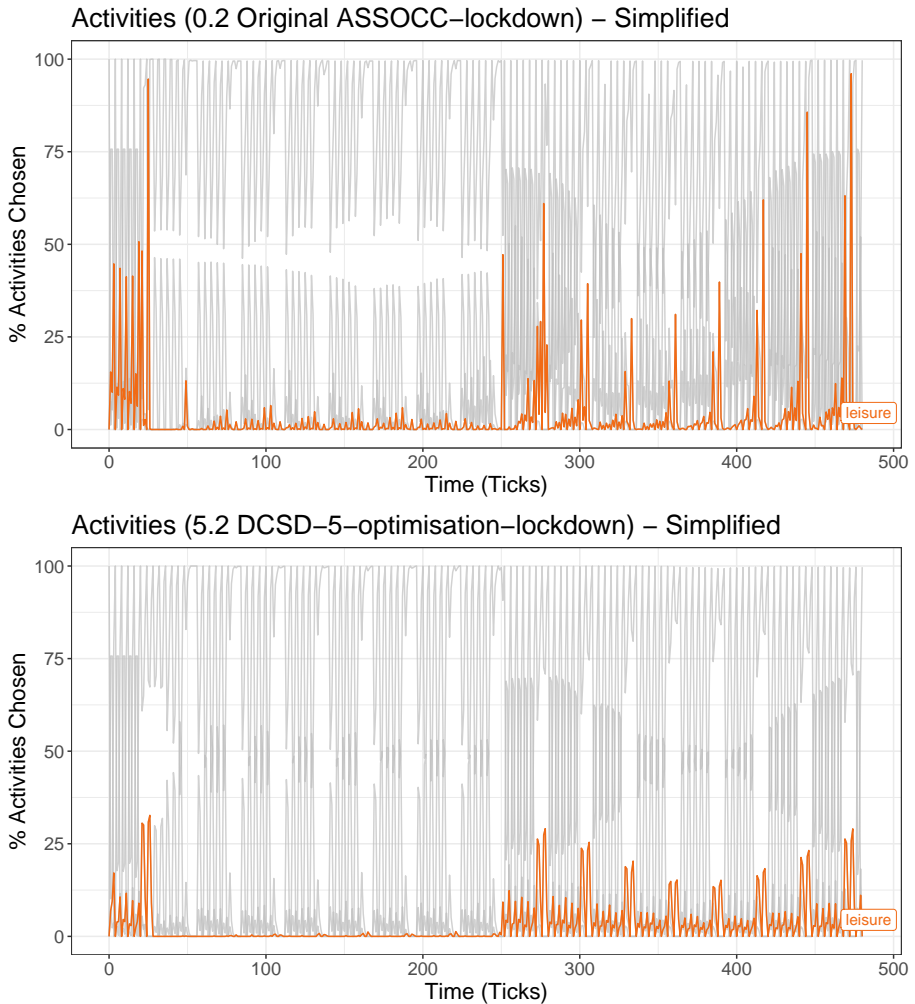 Activities (0.2 Original ASSOCC−lockdown) − Simplified
% Activities Chosen
100
75
50
25
0
leisure
0 100 200 300 400 500
Time (Ticks)
Activities (5.2 DCSD−5−optimisation−lockdown) − Simplified
% Activities Chosen
100
75
50
25
0
leisure
0 100 200 300 400 500
Time (Ticks)